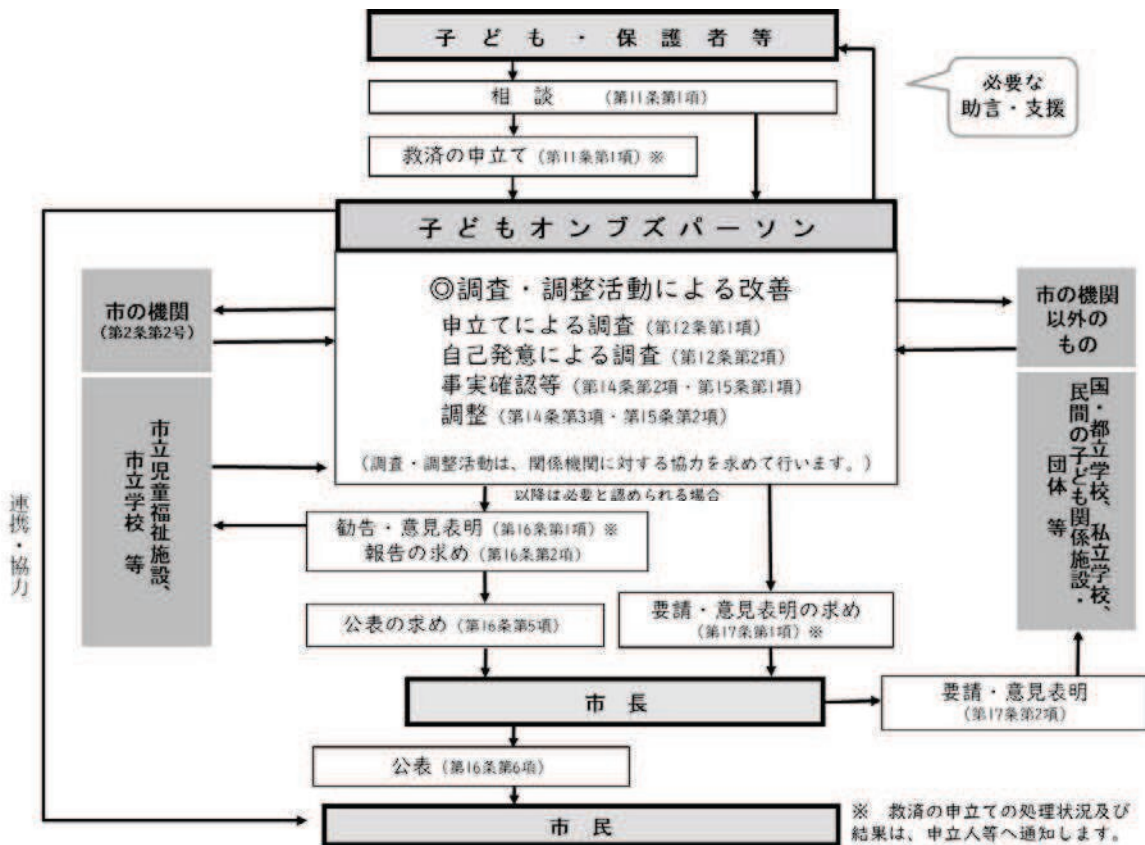 子ども・保護者等
必要な
助言・支援
相談 (第11条第1項)
救済の申立て (第11条第1項) ※
子どもオンブズパーソン
◎調査・調整活動による改善
申立てによる調査 (第12条第1項)
自己発意による調査 (第12条第2項)
事実確認等 (第14条第2項・第15条第1項)
調整 (第14条第3項・第15条第2項)
(調査・調整活動は、関係機関に対する協力を求めて行います。)
市の機関
(第2条第2号)
市立児童福祉施設、
市立学校 等
市の機関
以外の
もの
国・都立学校、私立学校、
民間の子ども関係施設・
団体 等
連携・協力
以降は必要と認められる場合
勧告・意見表明 (第16条第1項) ※
報告の求め (第16条第2項)
公表の求め (第16条第5項)
要請・意見表明の求め
(第17条第1項) ※
市長
要請・意見表明
(第17条第2項)
公表 (第16条第6項)
市民
※ 救済の申立ての処理状況及び
結果は、申立人等へ通知します。